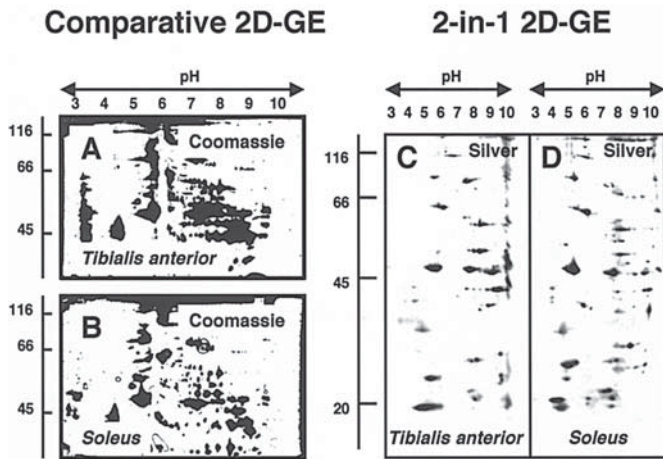 Comparative 2D-GE
2-in-1 2D-GE
pH
3 4 5 6 7 8 9 10
116
66
45
A
Coomassie
Tibialis anterior
116
66
45
B
Coomassie
Soleus
pH
3 4 5 6 7 8 9 10
3 4 5 6 7 8 9 10
116
66
45
20
C
Silver
Tibialis anterior
D
Silver
Soleus